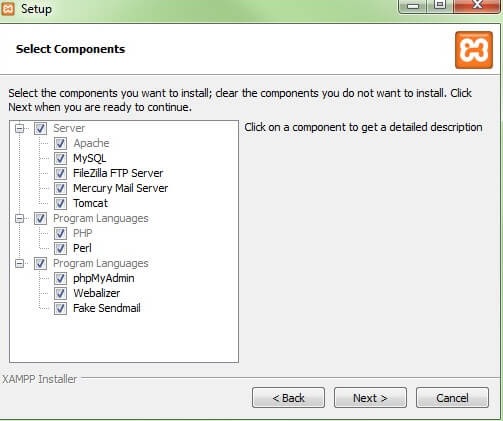 Setup
Select Components
Select the components you want to install; clear the components you do not want to install. Click
Next when you are ready to continue.
Server
Apache
MySQL
FileZilla FTP Server
Mercury Mail Server
Tomcat
Program Languages
PHP
Perl
Program Languages
phpMyAdmin
Webalizer
Fake Sendmail
Click on a component to get a detailed description
XAMPP Installer
< Back
Next >
Cancel